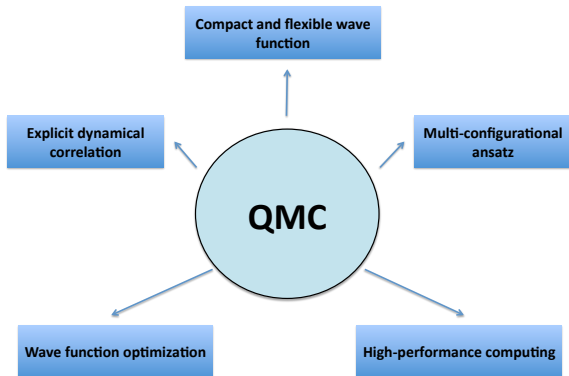 Compact and flexible wave
function
Explicit dynamical
correlation
Multi-configurational
ansatz
QMC
Wave function optimization
High-performance computing